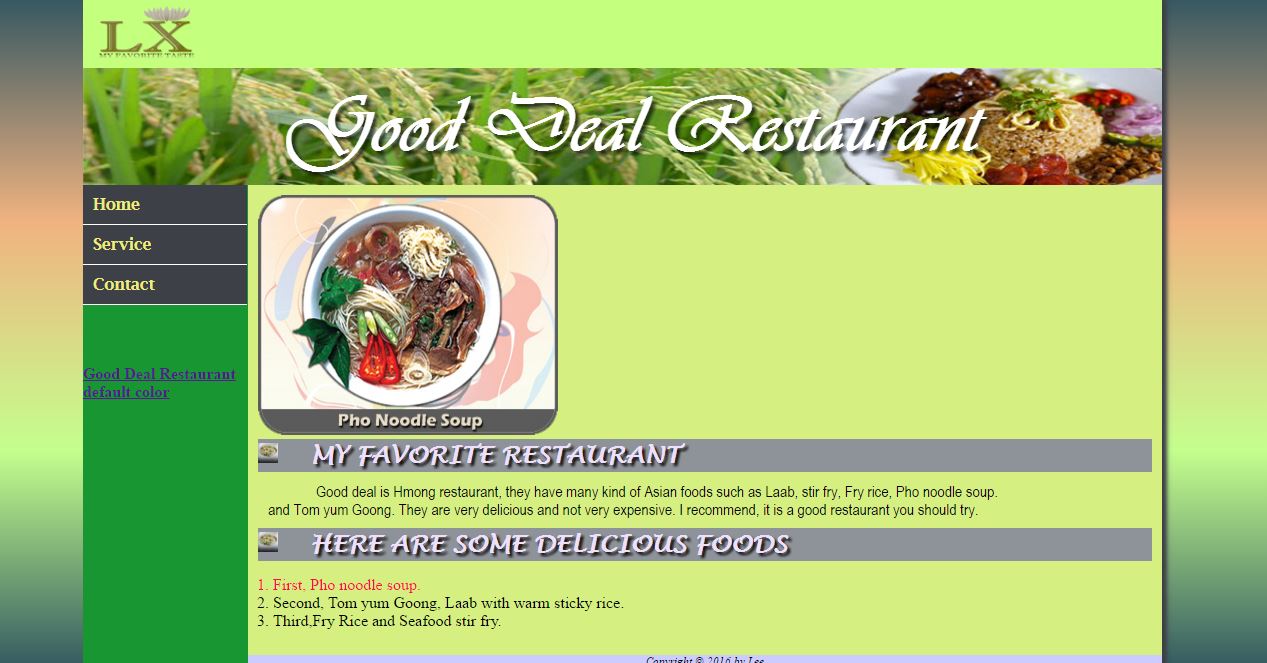 LX
MY FAVORITE TASTE
Good Deal Restaurant
Home
Service
Contact
Good Deal Restaurant
default color
Pho Noodle Soup
MY FAVORITE RESTAURANT
Good deal is Hmong restaurant, they have many kind of Asian foods such as Laab, stir fry, Fry rice, Pho noodle soup.
and Tom yum Goong. They are very delicious and not very expensive. I recommend, it is a good restaurant you should try.
HERE ARE SOME DELICIOUS FOODS
1. First, Pho noodle soup.
2. Second, Tom yum Goong, Laab with warm sticky rice.
3. Third,Fry Rice and Seafood stir fry.
Copyright © 2016 by Lee